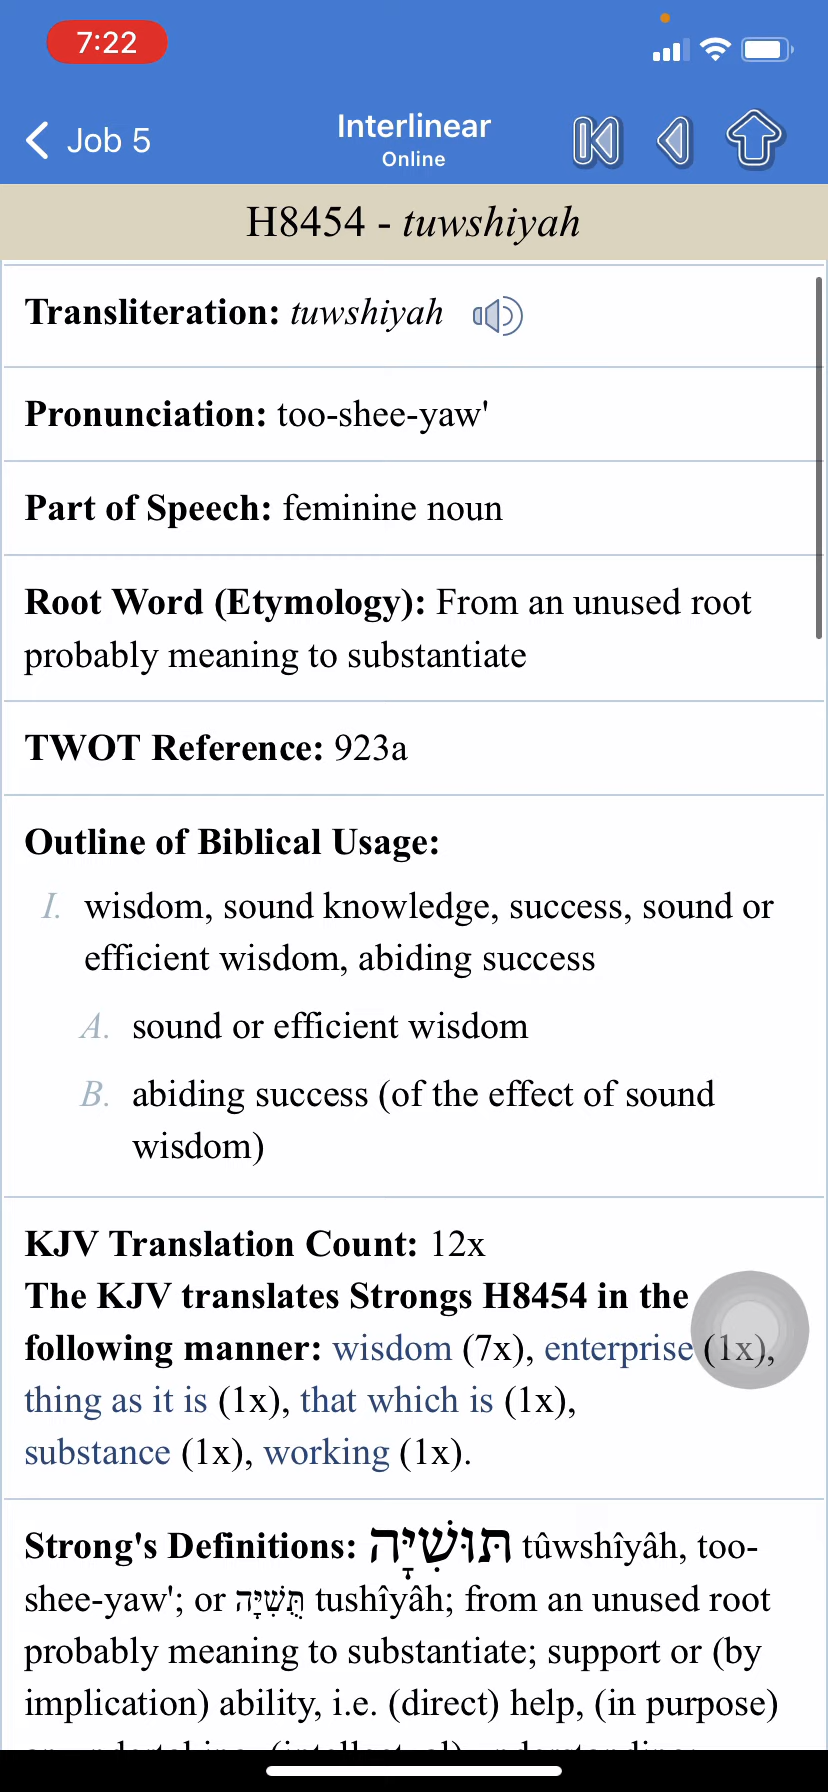 7:22
Job 5
Interlinear
Online
H8454 - tuwshiyah
Transliteration: tuwshiyah
Pronunciation: too-shee-yaw'
Part of Speech: feminine noun
Root Word (Etymology): From an unused root
probably meaning to substantiate
TWOT Reference: 923a
Outline of Biblical Usage:
I. wisdom, sound knowledge, success, sound or
efficient wisdom, abiding success
A. sound or efficient wisdom
B. abiding success (of the effect of sound
wisdom)
KJV Translation Count: 12x
The KJV translates Strongs H8454 in the
following manner: wisdom (7x), enterprise (1x),
thing as it is (1x), that which is (1x),
substance (1x), working (1x).
Strong's Definitions: תּוּשִׁיָּה tûwshîyâh, too-
shee-yaw'; or תֻּשִׁיָּה tushîyâh; from an unused root
probably meaning to substantiate; support or (by
implication) ability, i.e. (direct) help, (in purpose)